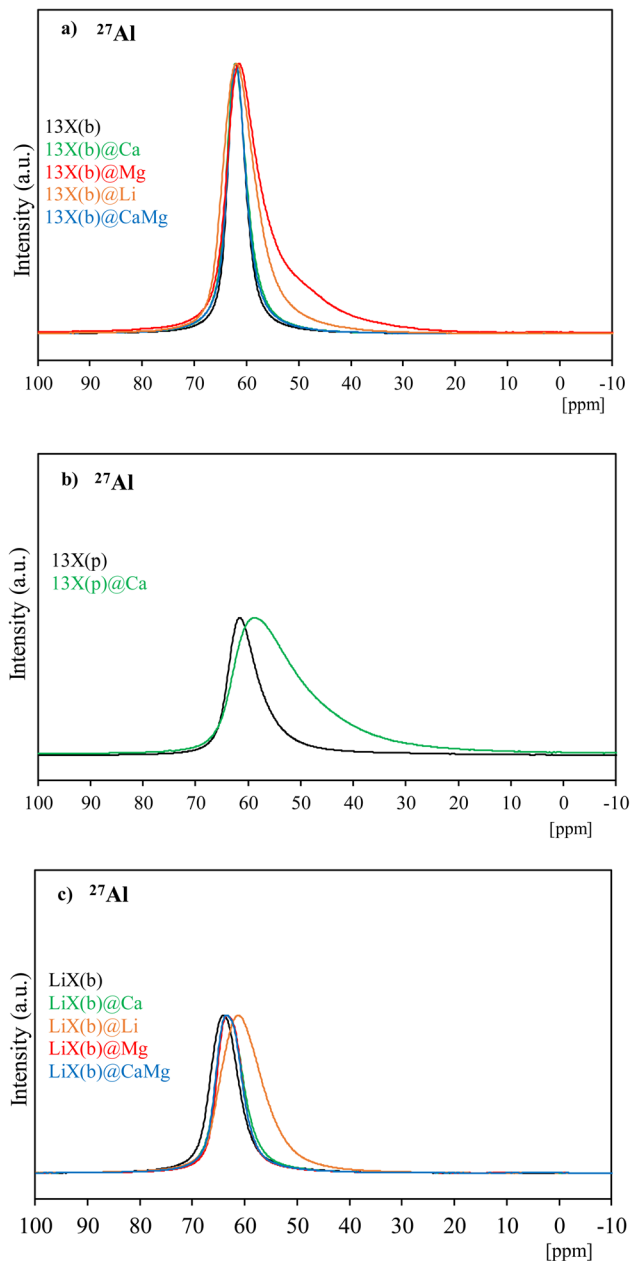 a) ²⁷Al
13X(b)
13X(b)@Ca
13X(b)@Mg
13X(b)@Li
13X(b)@CaMg
Intensity (a.u.)
100 90 80 70 60 50 40 30 20 10 0 -10
[ppm]
b) ²⁷Al
13X(p)
13X(p)@Ca
Intensity (a.u.)
100 90 80 70 60 50 40 30 20 10 0 -10
[ppm]
c) ²⁷Al
LiX(b)
LiX(b)@Ca
LiX(b)@Li
LiX(b)@Mg
LiX(b)@CaMg
Intensity (a.u.)
100 90 80 70 60 50 40 30 20 10 0 -10
[ppm]